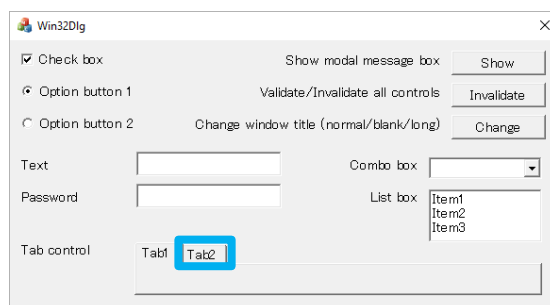 Win32Dlg
Check box
Show modal message box
Show
Option button 1
Validate/Invalidate all controls
Invalidate
Option button 2
Change window title (normal/blank/long)
Change
Text
Combo box
Password
List box
Item1
Item2
Item3
Tab control
Tab1
Tab2